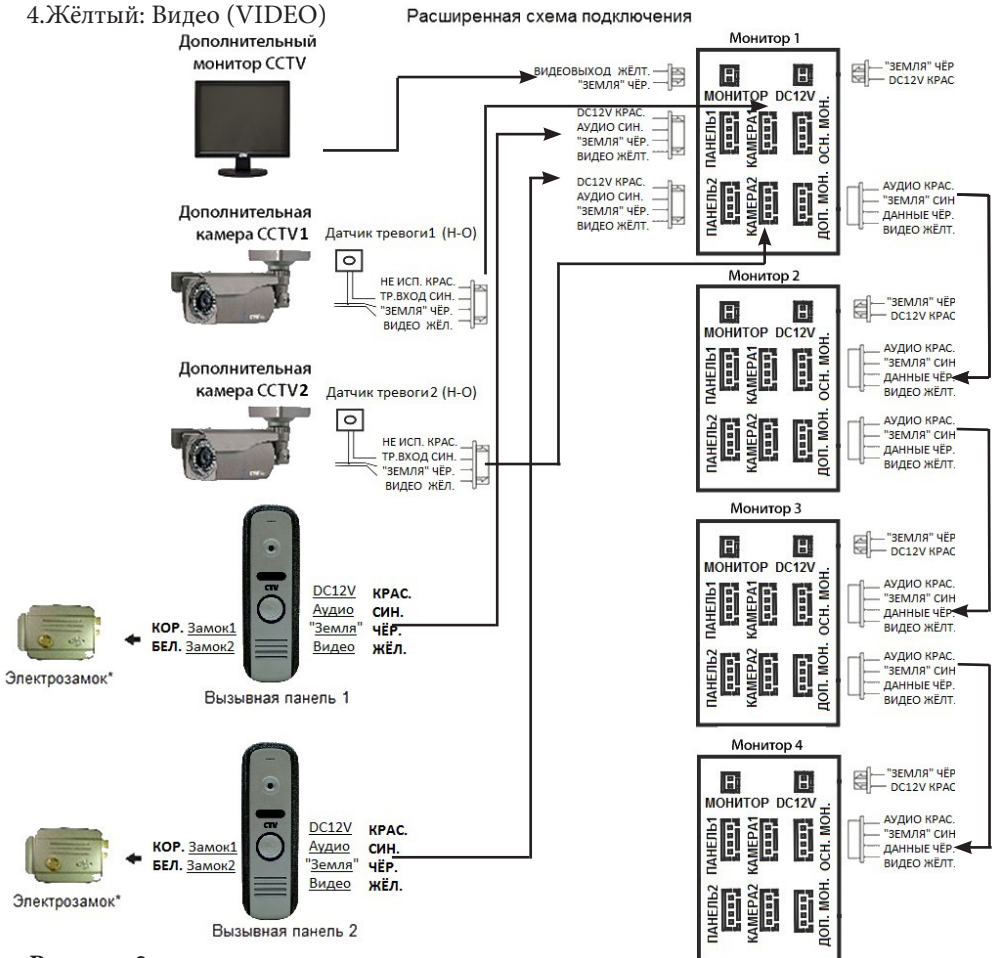 4.Жёлтый: Видео (VIDEO)
Расширенная схема подключения
Дополнительный
монитор CCTV
ВИДЕОВЫХОД ЖЁЛТ.
"ЗЕМЛЯ" ЧЁР.
DC12V КРАС.
АУДИО СИН.
"ЗЕМЛЯ" ЧЁР.
ВИДЕО ЖЁЛТ.
DC12V КРАС.
АУДИО СИН.
"ЗЕМЛЯ" ЧЁР.
ВИДЕО ЖЁЛТ.
Монитор 1
МОНИТОР DC12V
ПАНЕЛЬ1
КАМЕРА1
ОСН. МОН.
ПАНЕЛЬ2
КАМЕРА2
ДОП. МОН.
"ЗЕМЛЯ" ЧЁР
DC12V КРАС
АУДИО КРАС.
"ЗЕМЛЯ" СИН
ДАННЫЕ ЧЁР.
ВИДЕО ЖЁЛТ.
Дополнительная
камера CCTV1
Датчик тревоги1 (Н-О)
НЕ ИСП. КРАС.
ТР.ВХОД СИН.
"ЗЕМЛЯ" ЧЁР.
ВИДЕО ЖЁЛ.
Дополнительная
камера CCTV2
Датчик тревоги2 (Н-О)
НЕ ИСП. КРАС.
ТР.ВХОД СИН.
"ЗЕМЛЯ" ЧЁР.
ВИДЕО ЖЁЛ.
Монитор 2
МОНИТОР DC12V
ПАНЕЛЬ1
КАМЕРА1
ОСН. МОН.
ПАНЕЛЬ2
КАМЕРА2
ДОП. МОН.
"ЗЕМЛЯ" ЧЁР
DC12V КРАС
АУДИО КРАС.
"ЗЕМЛЯ" СИН
ДАННЫЕ ЧЁР.
ВИДЕО ЖЁЛТ.
АУДИО КРАС.
"ЗЕМЛЯ" СИН
ДАННЫЕ ЧЁР.
ВИДЕО ЖЁЛТ.
Монитор 3
МОНИТОР DC12V
ПАНЕЛЬ1
КАМЕРА1
ОСН. МОН.
ПАНЕЛЬ2
КАМЕРА2
ДОП. МОН.
"ЗЕМЛЯ" ЧЁР
DC12V КРАС
АУДИО КРАС.
"ЗЕМЛЯ" СИН
ДАННЫЕ ЧЁР
ВИДЕО ЖЁЛТ.
АУДИО КРАС.
"ЗЕМЛЯ" СИН
ДАННЫЕ ЧЁР.
ВИДЕО ЖЁЛТ.
CTV
DC12V КРАС.
Аудио СИН.
"Земля" ЧЁР.
Видео ЖЁЛ.
КОР. Замок1
БЕЛ. Замок2
Электрозамок*
Вызывная панель 1
Монитор 4
МОНИТОР DC12V
ПАНЕЛЬ1
КАМЕРА1
ОСН. МОН.
ПАНЕЛЬ2
КАМЕРА2
ДОП. МОН.
"ЗЕМЛЯ" ЧЁР
DC12V КРАС
АУДИО КРАС.
"ЗЕМЛЯ" СИН
ДАННЫЕ ЧЁР.
ВИДЕО ЖЁЛТ.
CTV
DC12V КРАС.
Аудио СИН.
"Земля" ЧЁР.
Видео ЖЁЛ.
КОР. Замок1
БЕЛ. Замок2
Электрозамок*
Вызывная панель 2